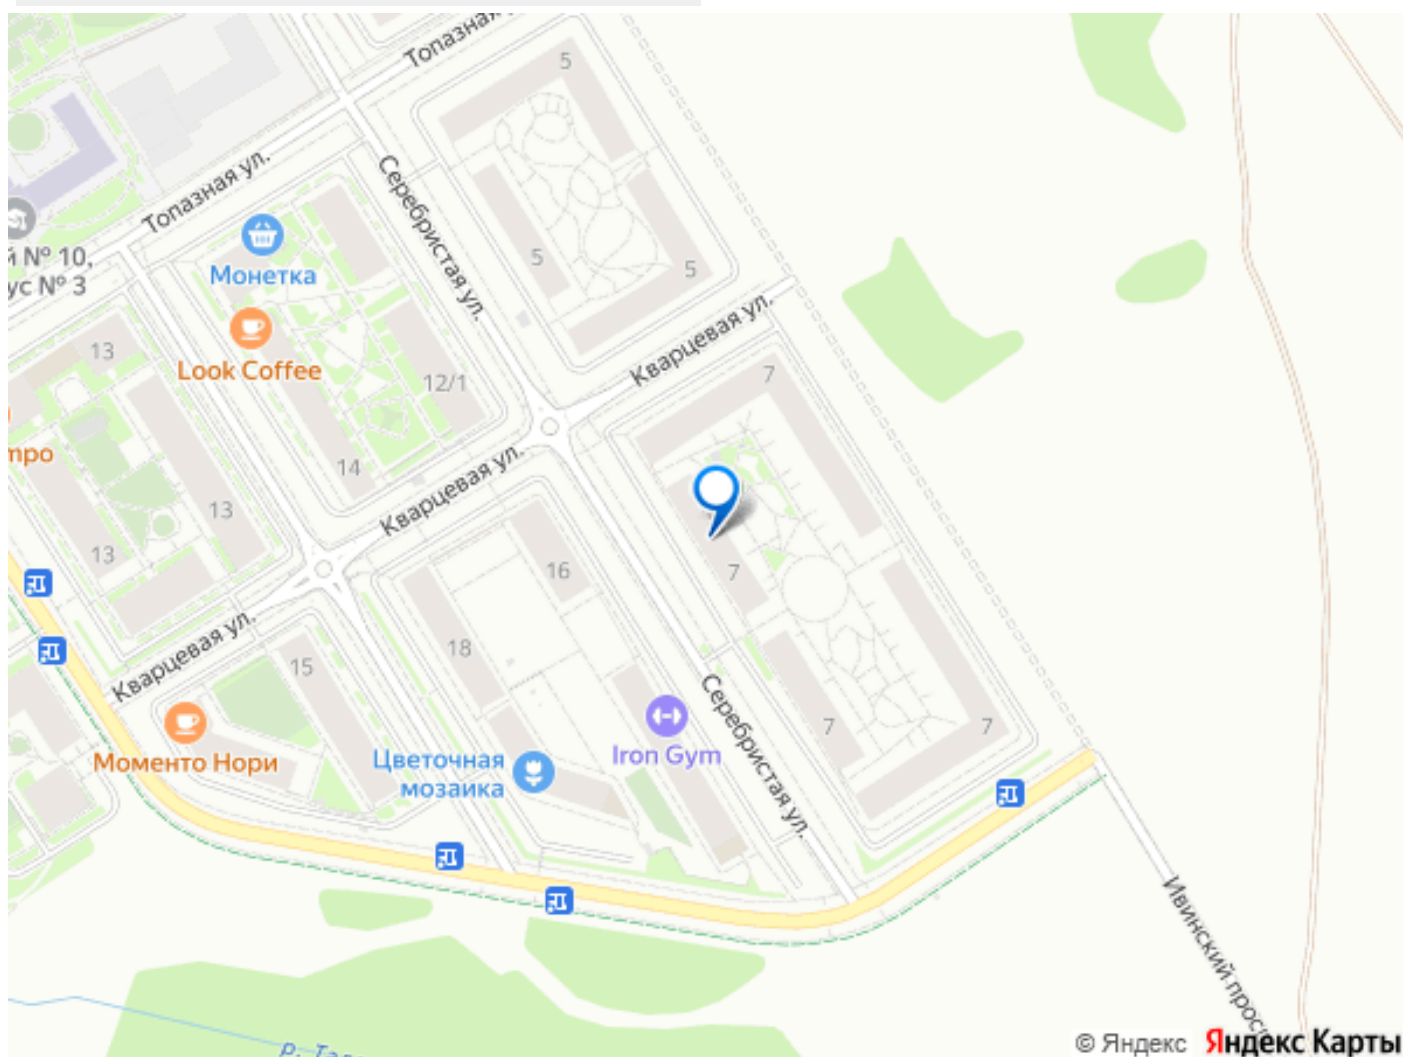 Топазная
5
Топазная ул.
Серебристая ул.
№ 10,
№ 3
Монетка
5
5
Look Coffee
13
12/1
Кварцевая ул.
7
14
Кварцевая ул.
13
13
16
7
Кварцевая ул.
15
18
Серебристая ул.
7
7
Моменто Нори
Цветочная
мозаика
Iron Gym
Ивинский
р.
© Яндекс Яндекс Карты